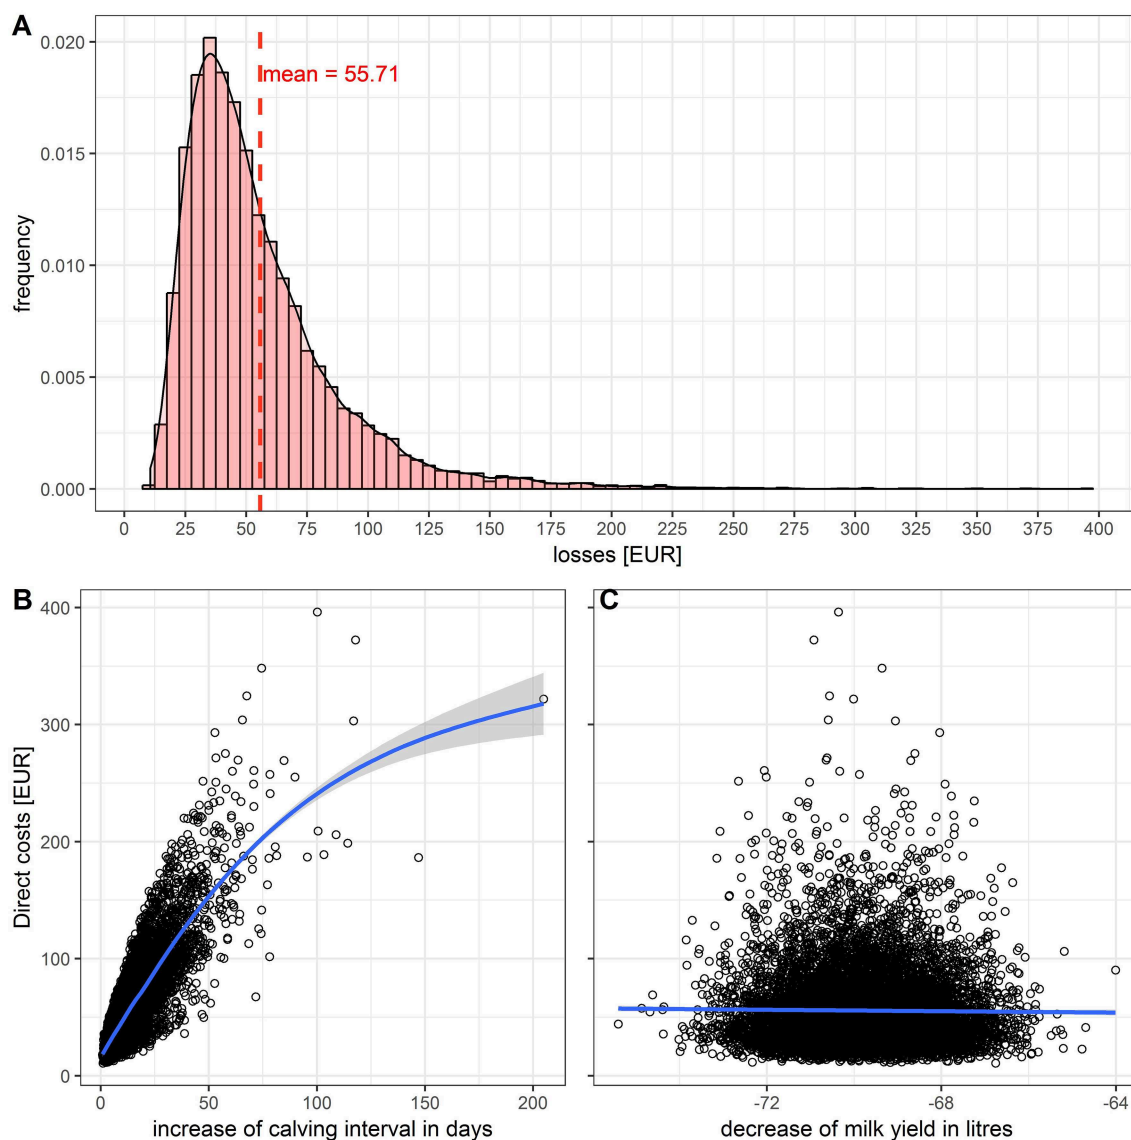 A
0.020
mean = 55.71
0.015
frequency
0.010
0.005
0.000
0 25 50 75 100 125 150 175 200 225 250 275 300 325 350 375 400
losses [EUR]
B C
400
300
Direct costs [EUR]
200
100
0
0 50 100 150 200 -72 -68 -64
increase of calving interval in days decrease of milk yield in litres